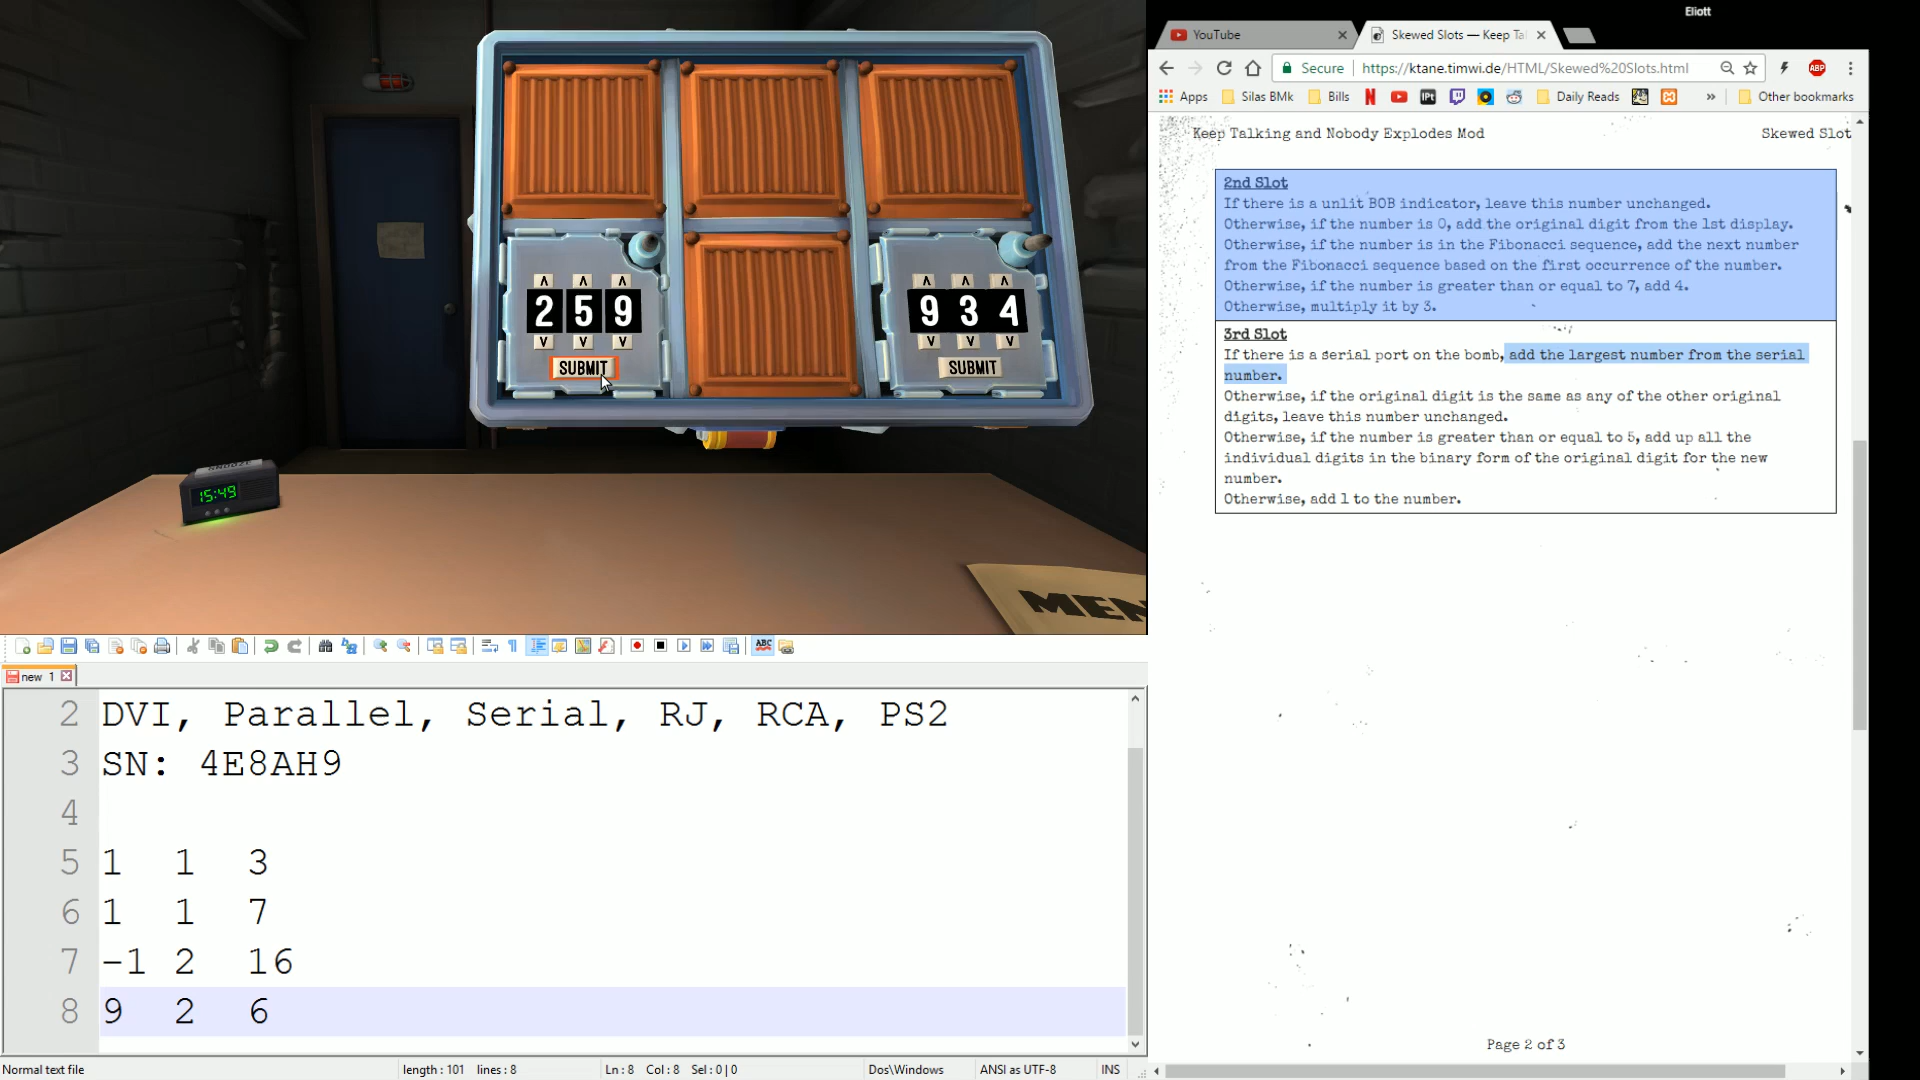 Eliott
YouTube
Skewed Slots — Keep Ta
Secure
https://ktane.timwi.de/HTML/Skewed%20Slots.html
ABP
Apps
Silas BMk
Bills
N
IPt
Daily Reads
»
Other bookmarks
Keep Talking and Nobody Explodes Mod
Skewed Slot
2nd Slot
If there is a unlit BOB indicator, leave this number unchanged.
Otherwise, if the number is 0, add the original digit from the 1st display.
Otherwise, if the number is in the Fibonacci sequence, add the next number
from the Fibonacci sequence based on the first occurrence of the number.
Otherwise, if the number is greater than or equal to 7, add 4.
Otherwise, multiply it by 3.
3rd Slot
If there is a serial port on the bomb, add the largest number from the serial
number.
Otherwise, if the original digit is the same as any of the other original
digits, leave this number unchanged.
Otherwise, if the number is greater than or equal to 5, add up all the
individual digits in the binary form of the original digit for the new
number.
Otherwise, add 1 to the number.
Page 2 of 3
2 5 9
SUBMIT
9 3 4
SUBMIT
SNOOZE
15:49
MEN
ABC
new 1
2 DVI, Parallel, Serial, RJ, RCA, PS2
3 SN: 4E8AH9
4
5 1 1 3
6 1 1 7
7 -1 2 16
8 9 2 6
Normal text file
length : 101 lines : 8
Ln : 8 Col : 8 Sel : 0 | 0
Dos\Windows
ANSI as UTF-8
INS